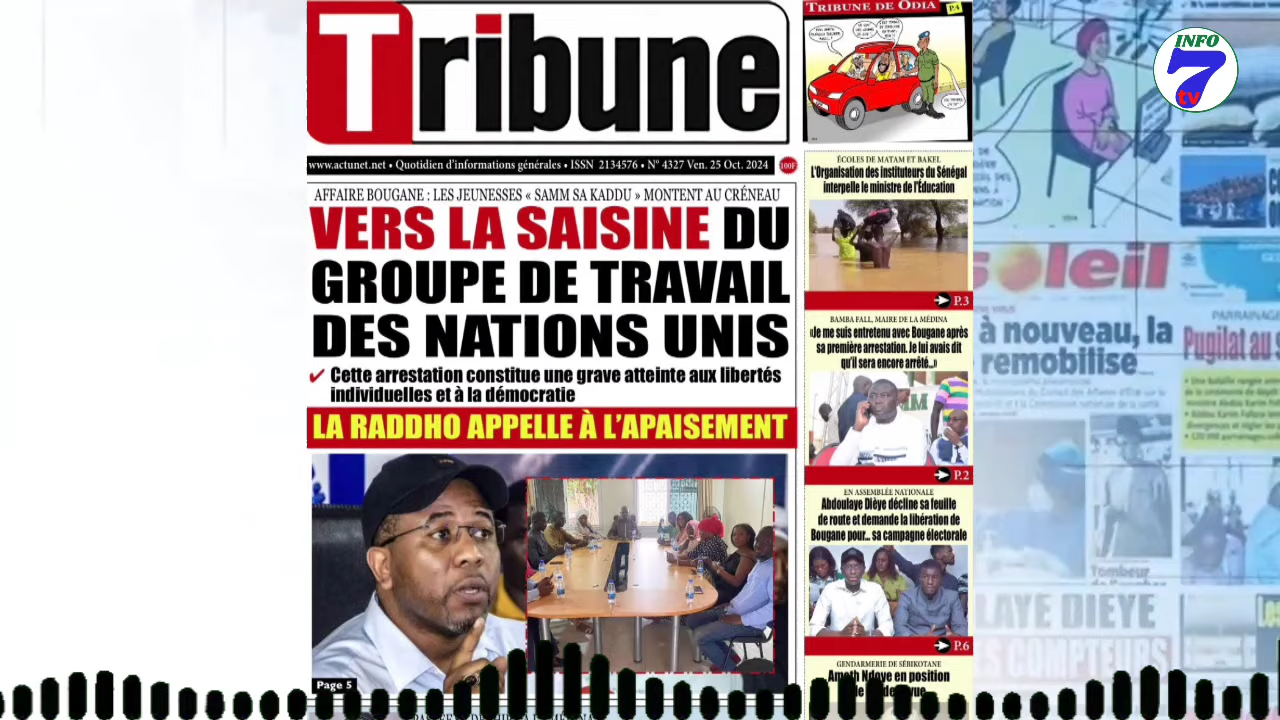 Tribune
www.actunet.net • Quotidien d'informations générales • ISSN 2134576 • N° 4327 Ven. 25 Oct. 2024
100F
AFFAIRE BOUGANE : LES JEUNESSES « SAMM SA KADDU » MONTENT AU CRÉNEAU
VERS LA SAISINE DU
GROUPE DE TRAVAIL
DES NATIONS UNIS
Cette arrestation constitue une grave atteinte aux libertés
individuelles et à la démocratie
LA RADDHO APPELLE À L'APAISEMENT
Page 5
TRIBUNE DE ODIA
P.4
ÉCOLES DE MATAM ET BAKEL
L'Organisation des instituteurs du Sénégal
interpelle le ministre de l'Éducation
P.3
BAMBA FALL, MAIRE DE LA MÉDINA
«Je me suis entretenu avec Bougane après
sa première arrestation. Je lui avais dit
qu'il sera encore arrêté...»
P.2
EN ASSEMBLÉE NATIONALE
Abdoulaye Dièye décline sa feuille
de route et demande la libération de
Bougane pour... sa campagne électorale
P.6
GENDARMERIE DE SÉBIKOTANE
Ameth Ndoye en position
INFO
7
tv
soleil
à nouveau, la
remobilise
PARRAINAGE
Pugilat au
LAYE DIEYE
COMPTEURS